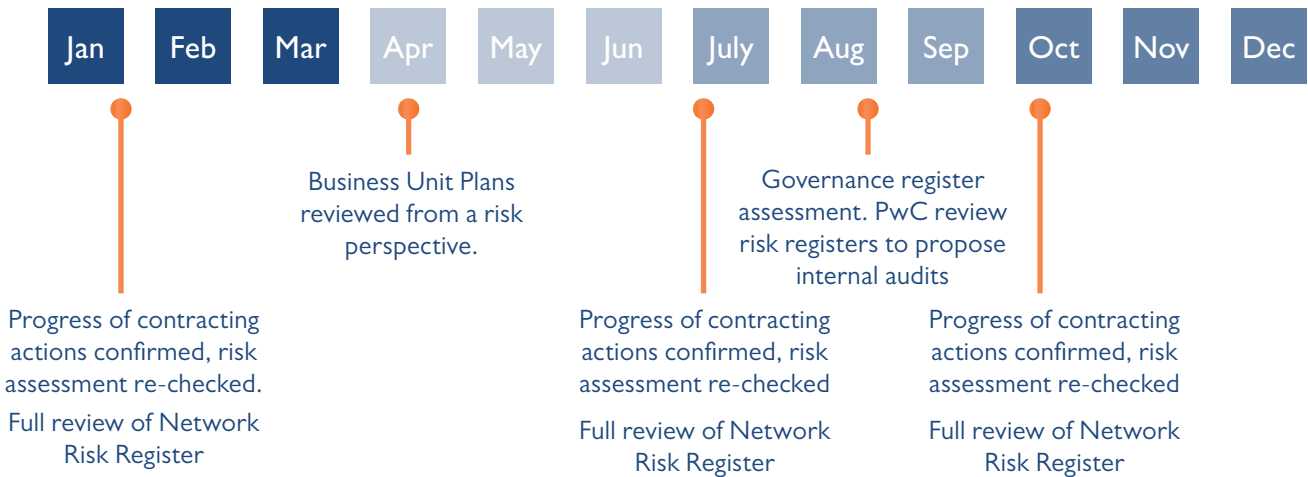 Jan Feb Mar Apr May Jun July Aug Sep Oct Nov Dec
Business Unit Plans
reviewed from a risk
perspective.
Governance register
assessment. PwC review
risk registers to propose
internal audits
Progress of contracting
actions confirmed, risk
assessment re-checked.
Full review of Network
Risk Register
Progress of contracting
actions confirmed, risk
assessment re-checked
Full review of Network
Risk Register
Progress of contracting
actions confirmed, risk
assessment re-checked
Full review of Network
Risk Register